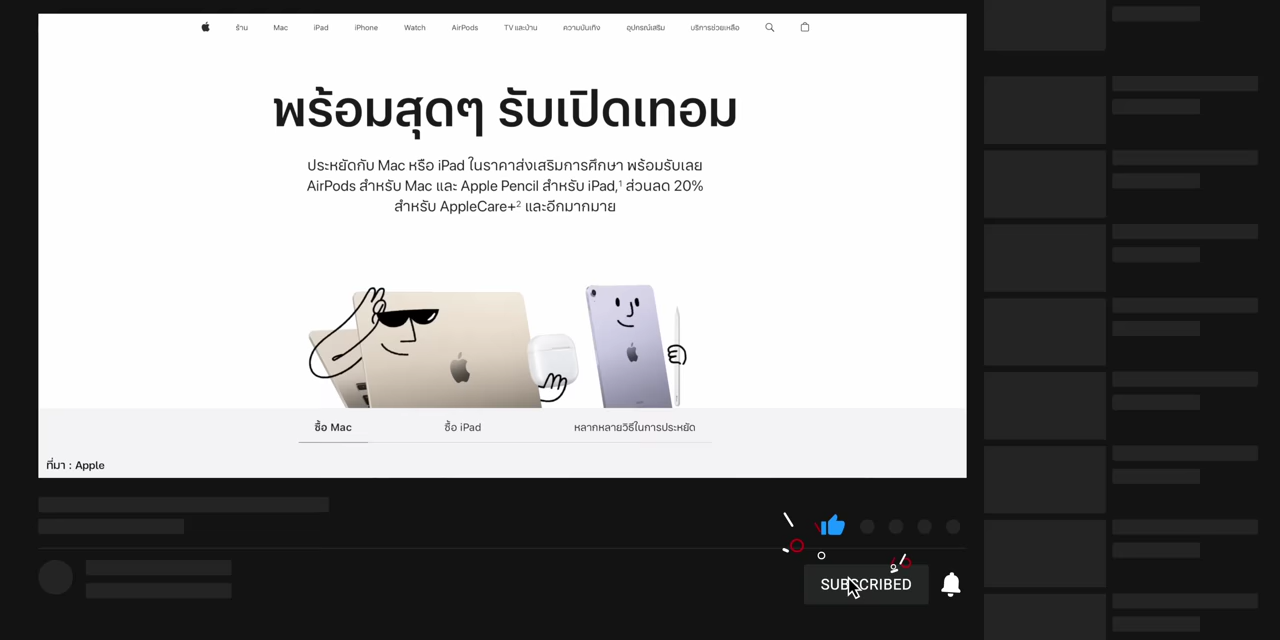 ร้าน Mac iPad iPhone Watch AirPods TV และบ้าน ความบันเทิง อุปกรณ์เสริม บริการช่วยเหลือ
พร้อมสุดๆ รับเปิดเทอม
ประหยัดกับ Mac หรือ iPad ในราคาส่งเสริมการศึกษา พร้อมรับเลย
AirPods สำหรับ Mac และ Apple Pencil สำหรับ iPad,¹ ส่วนลด 20%
สำหรับ AppleCare+² และอีกมากมาย
ซื้อ Mac ซื้อ iPad หลากหลายวิธีในการประหยัด
ที่มา : Apple
SUBSCRIBED